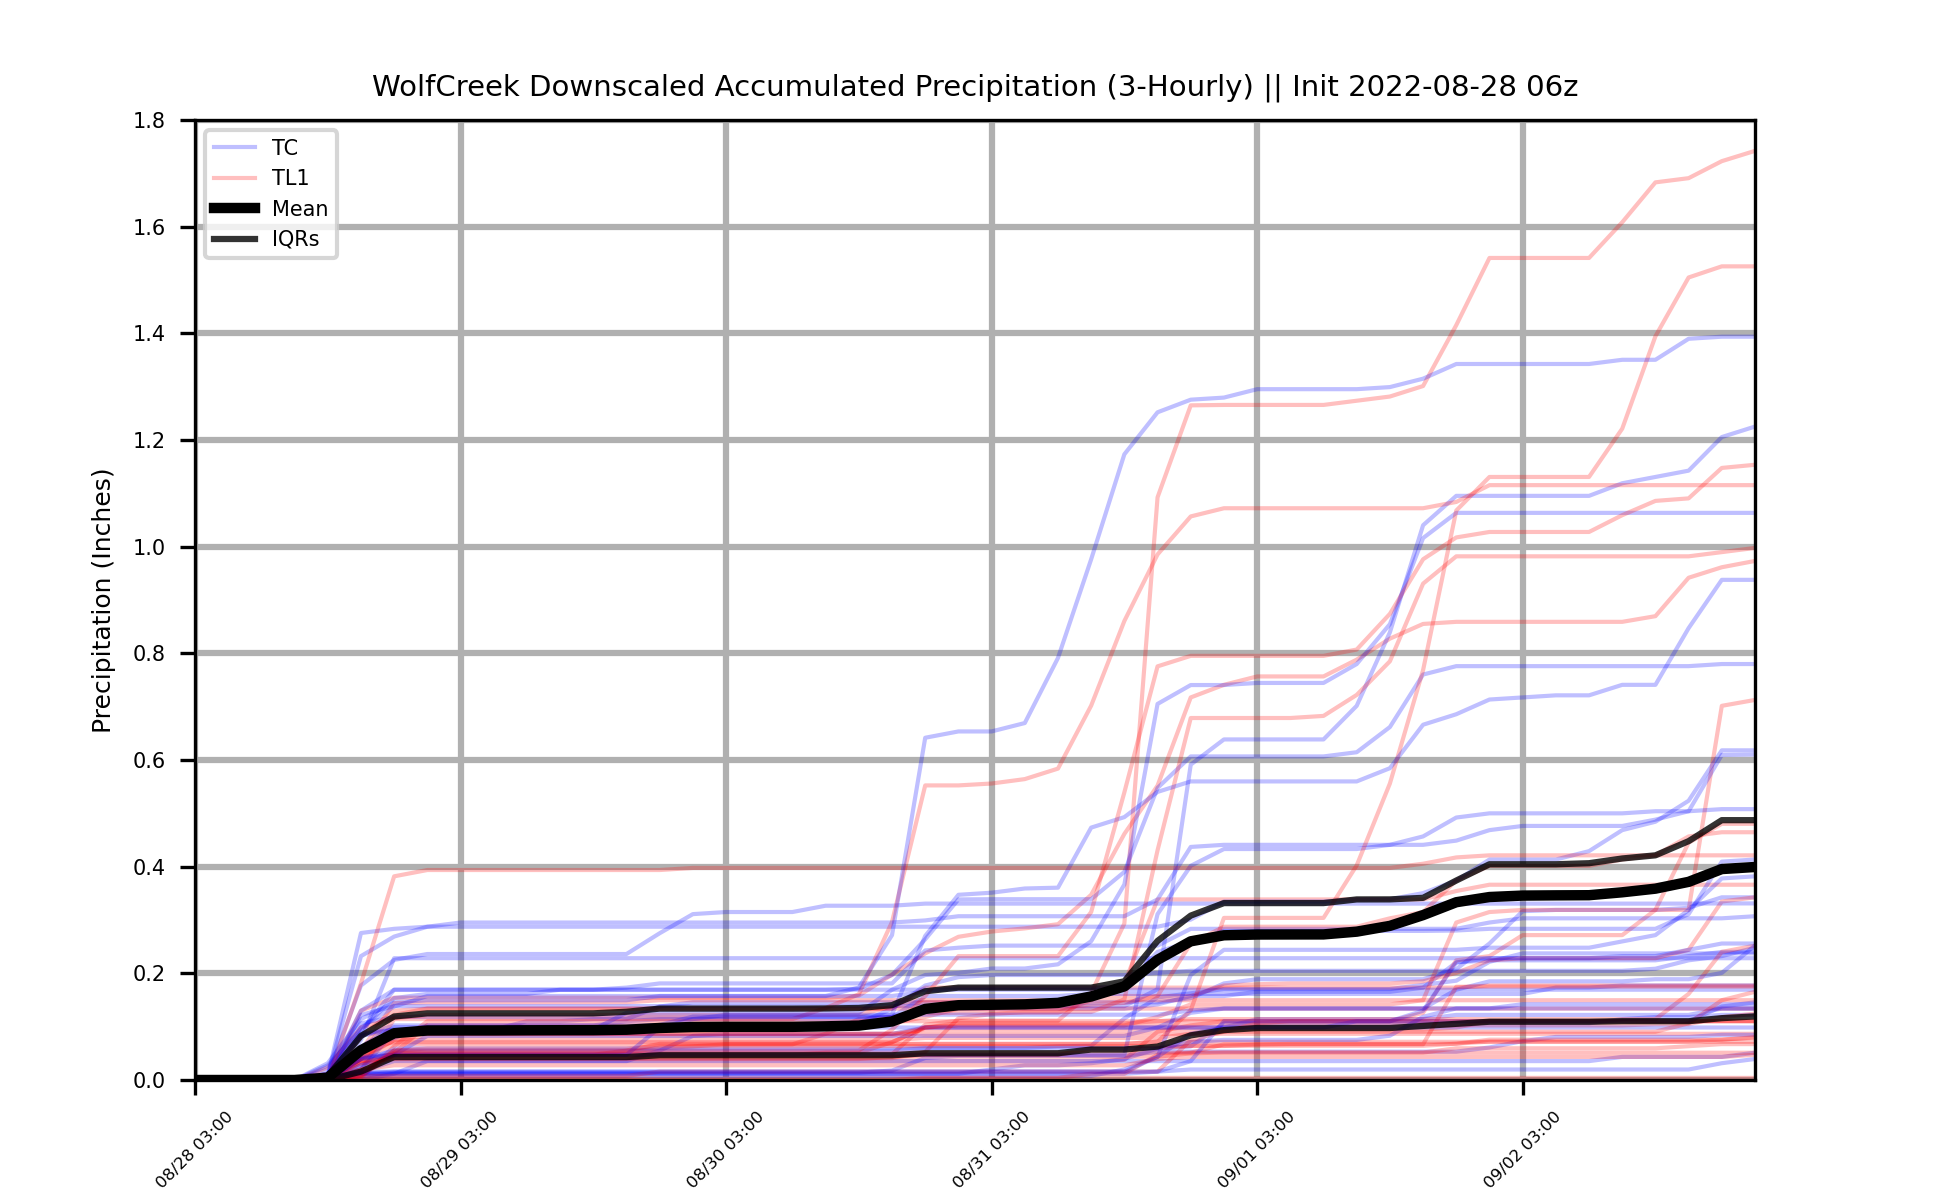 WolfCreek Downscaled Accumulated Precipitation (3-Hourly) || Init 2022-08-28 06z
TC
TL1
Mean
IQRs
Precipitation (Inches)
1.8
1.6
1.4
1.2
1.0
0.8
0.6
0.4
0.2
0.0
08/28 03:00
08/29 03:00
08/30 03:00
08/31 03:00
09/01 03:00
09/02 03:00